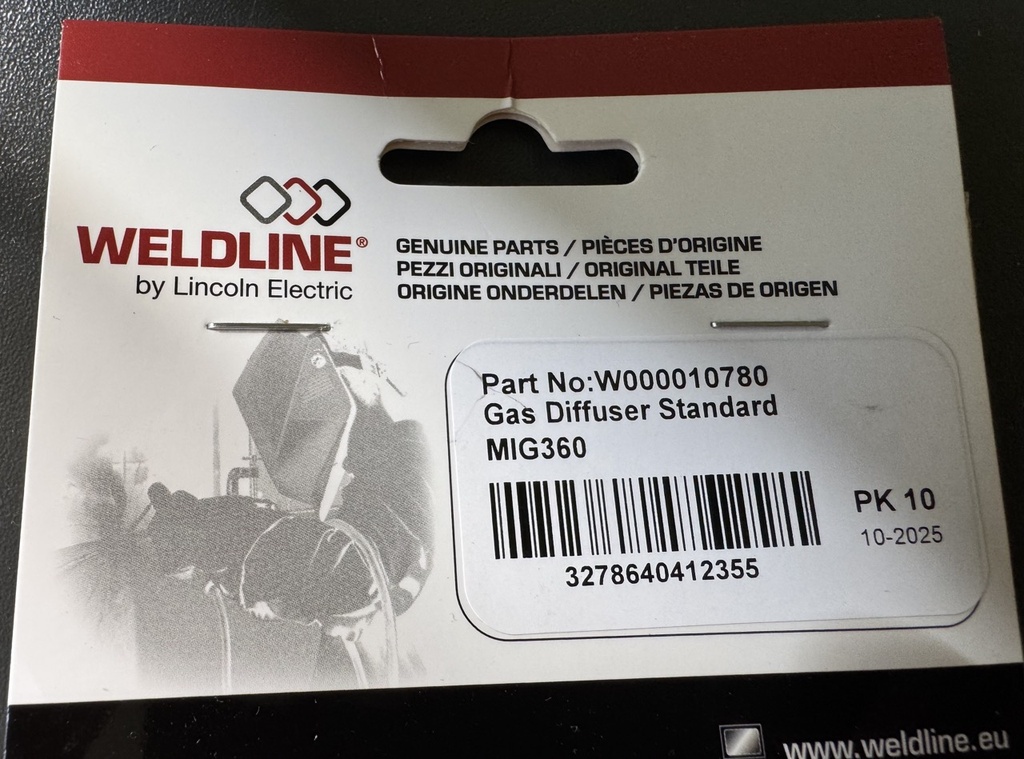 WELDLINE®
by Lincoln Electric
GENUINE PARTS / PIÈCES D'ORIGINE
PEZZI ORIGINALI / ORIGINAL TEILE
ORIGINE ONDERDELEN / PIEZAS DE ORIGEN
Part No:W000010780
Gas Diffuser Standard
MIG360
PK 10
10-2025
3278640412355
www.weldline.eu